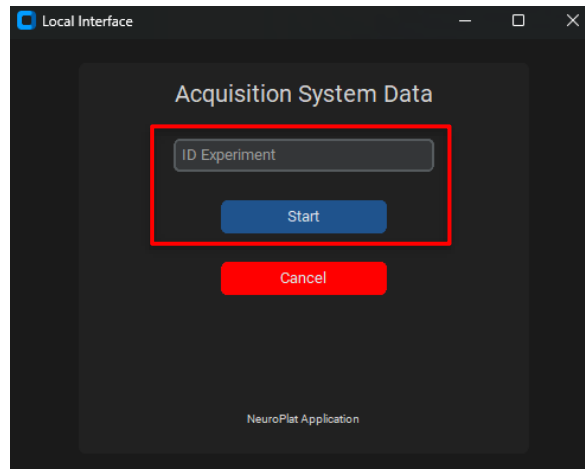 Local Interface
Acquisition System Data
ID Experiment
Start
Cancel
NeuroPlat Application